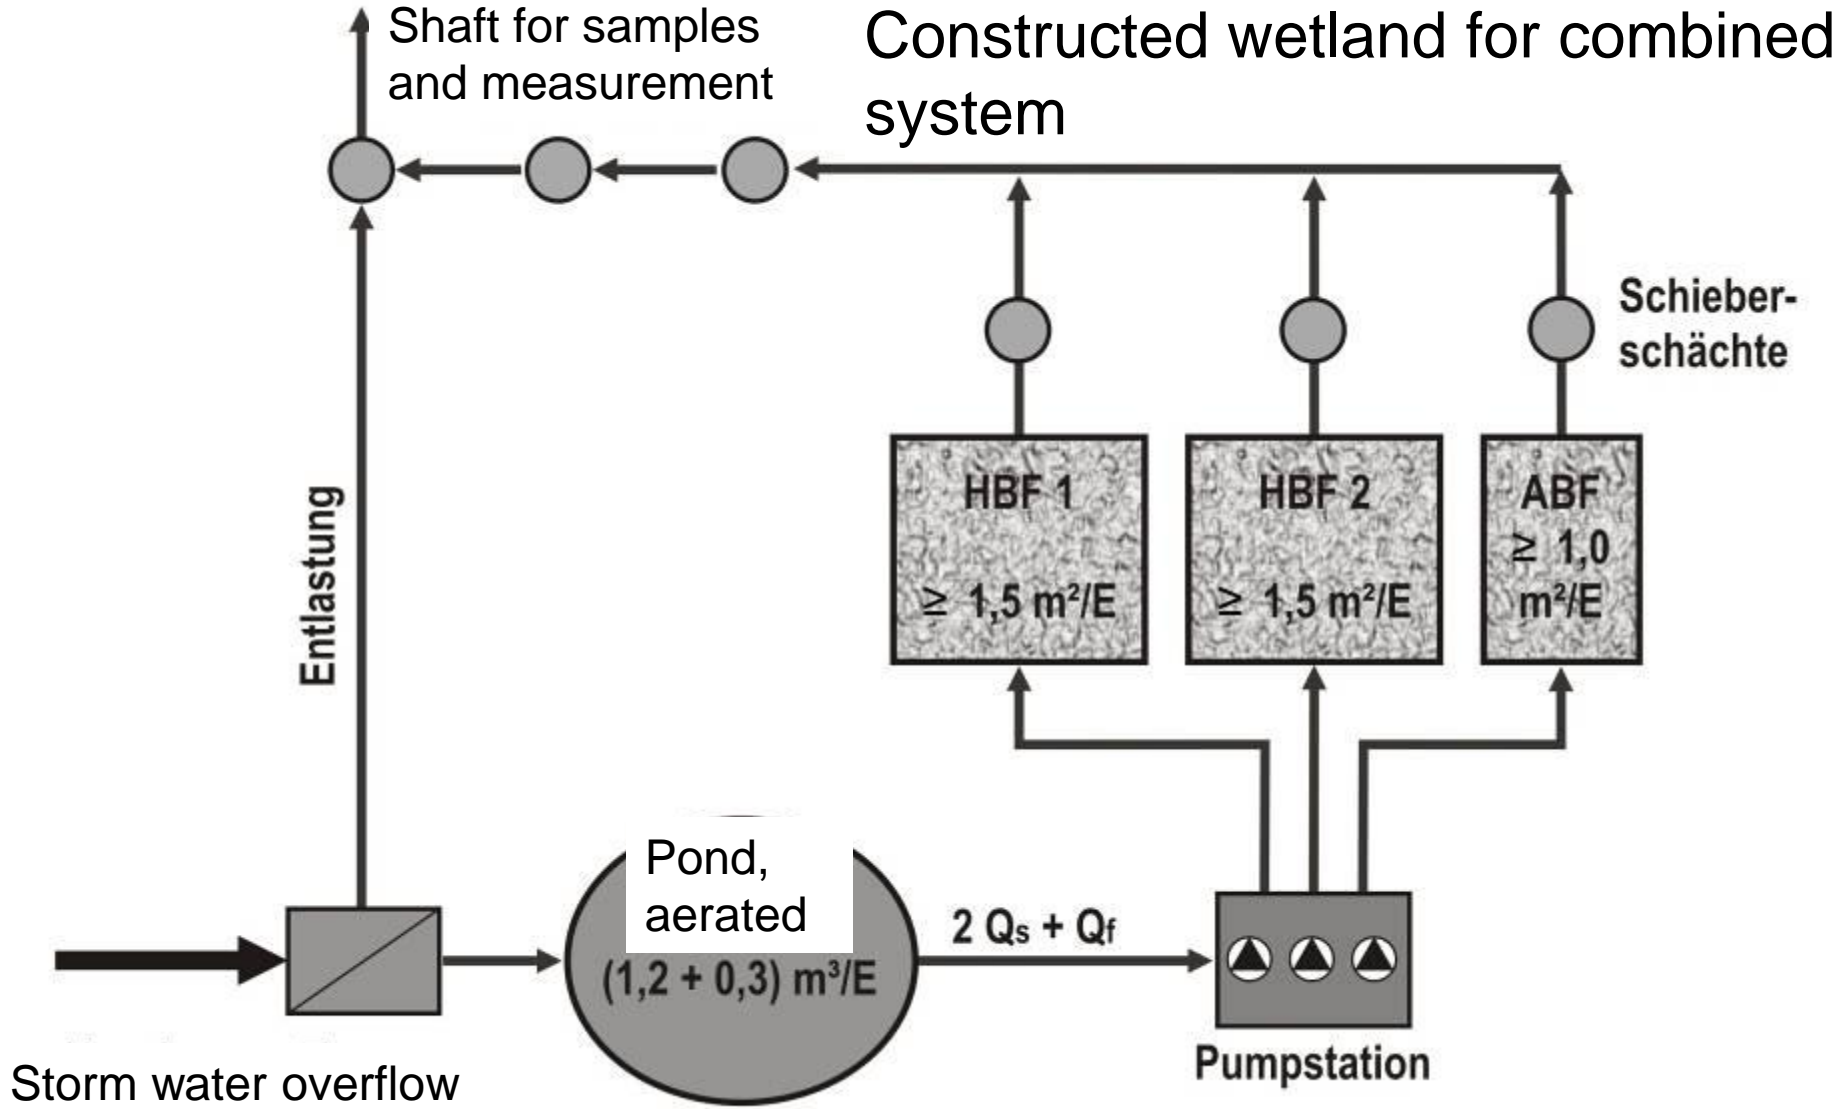 Shaft for samples
and measurement
Constructed wetland for combined
system
Schieber-
schächte
HBF 1
≥ 1,5 m²/E
HBF 2
≥ 1,5 m²/E
ABF
≥ 1,0
m²/E
Entlastung
Pond,
aerated
(1,2 + 0,3) m³/E
2 Qs + Qf
Pumpstation
Storm water overflow